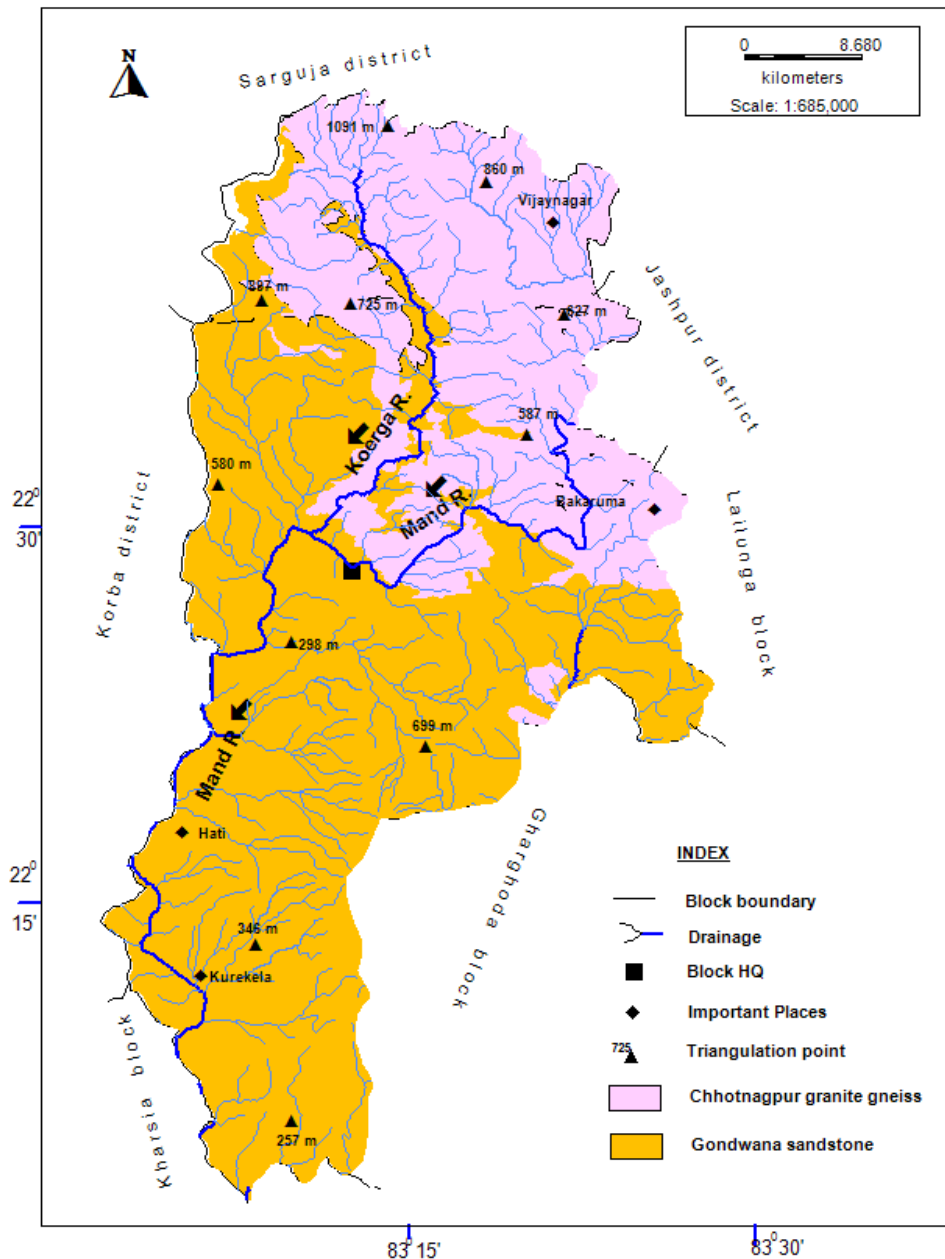 N
Sarguja district
0 8.680
kilometers
Scale: 1:685,000
1091 m
860 m
Vijaynagar
897 m
725 m
627 m
Jashpur district
587 m
Koerga R.
580 m
Mand R.
Bakaruma
22⁰
30'
Korba district
Lailunga block
298 m
699 m
Mand R.
Hati
Gharghoda block
22⁰
15'
346 m
Kurekela
Kharsia block
257 m
INDEX
Block boundary
Drainage
Block HQ
Important Places
725
Triangulation point
Chhotnagpur granite gneiss
Gondwana sandstone
83⁰ 15'
83⁰ 30'